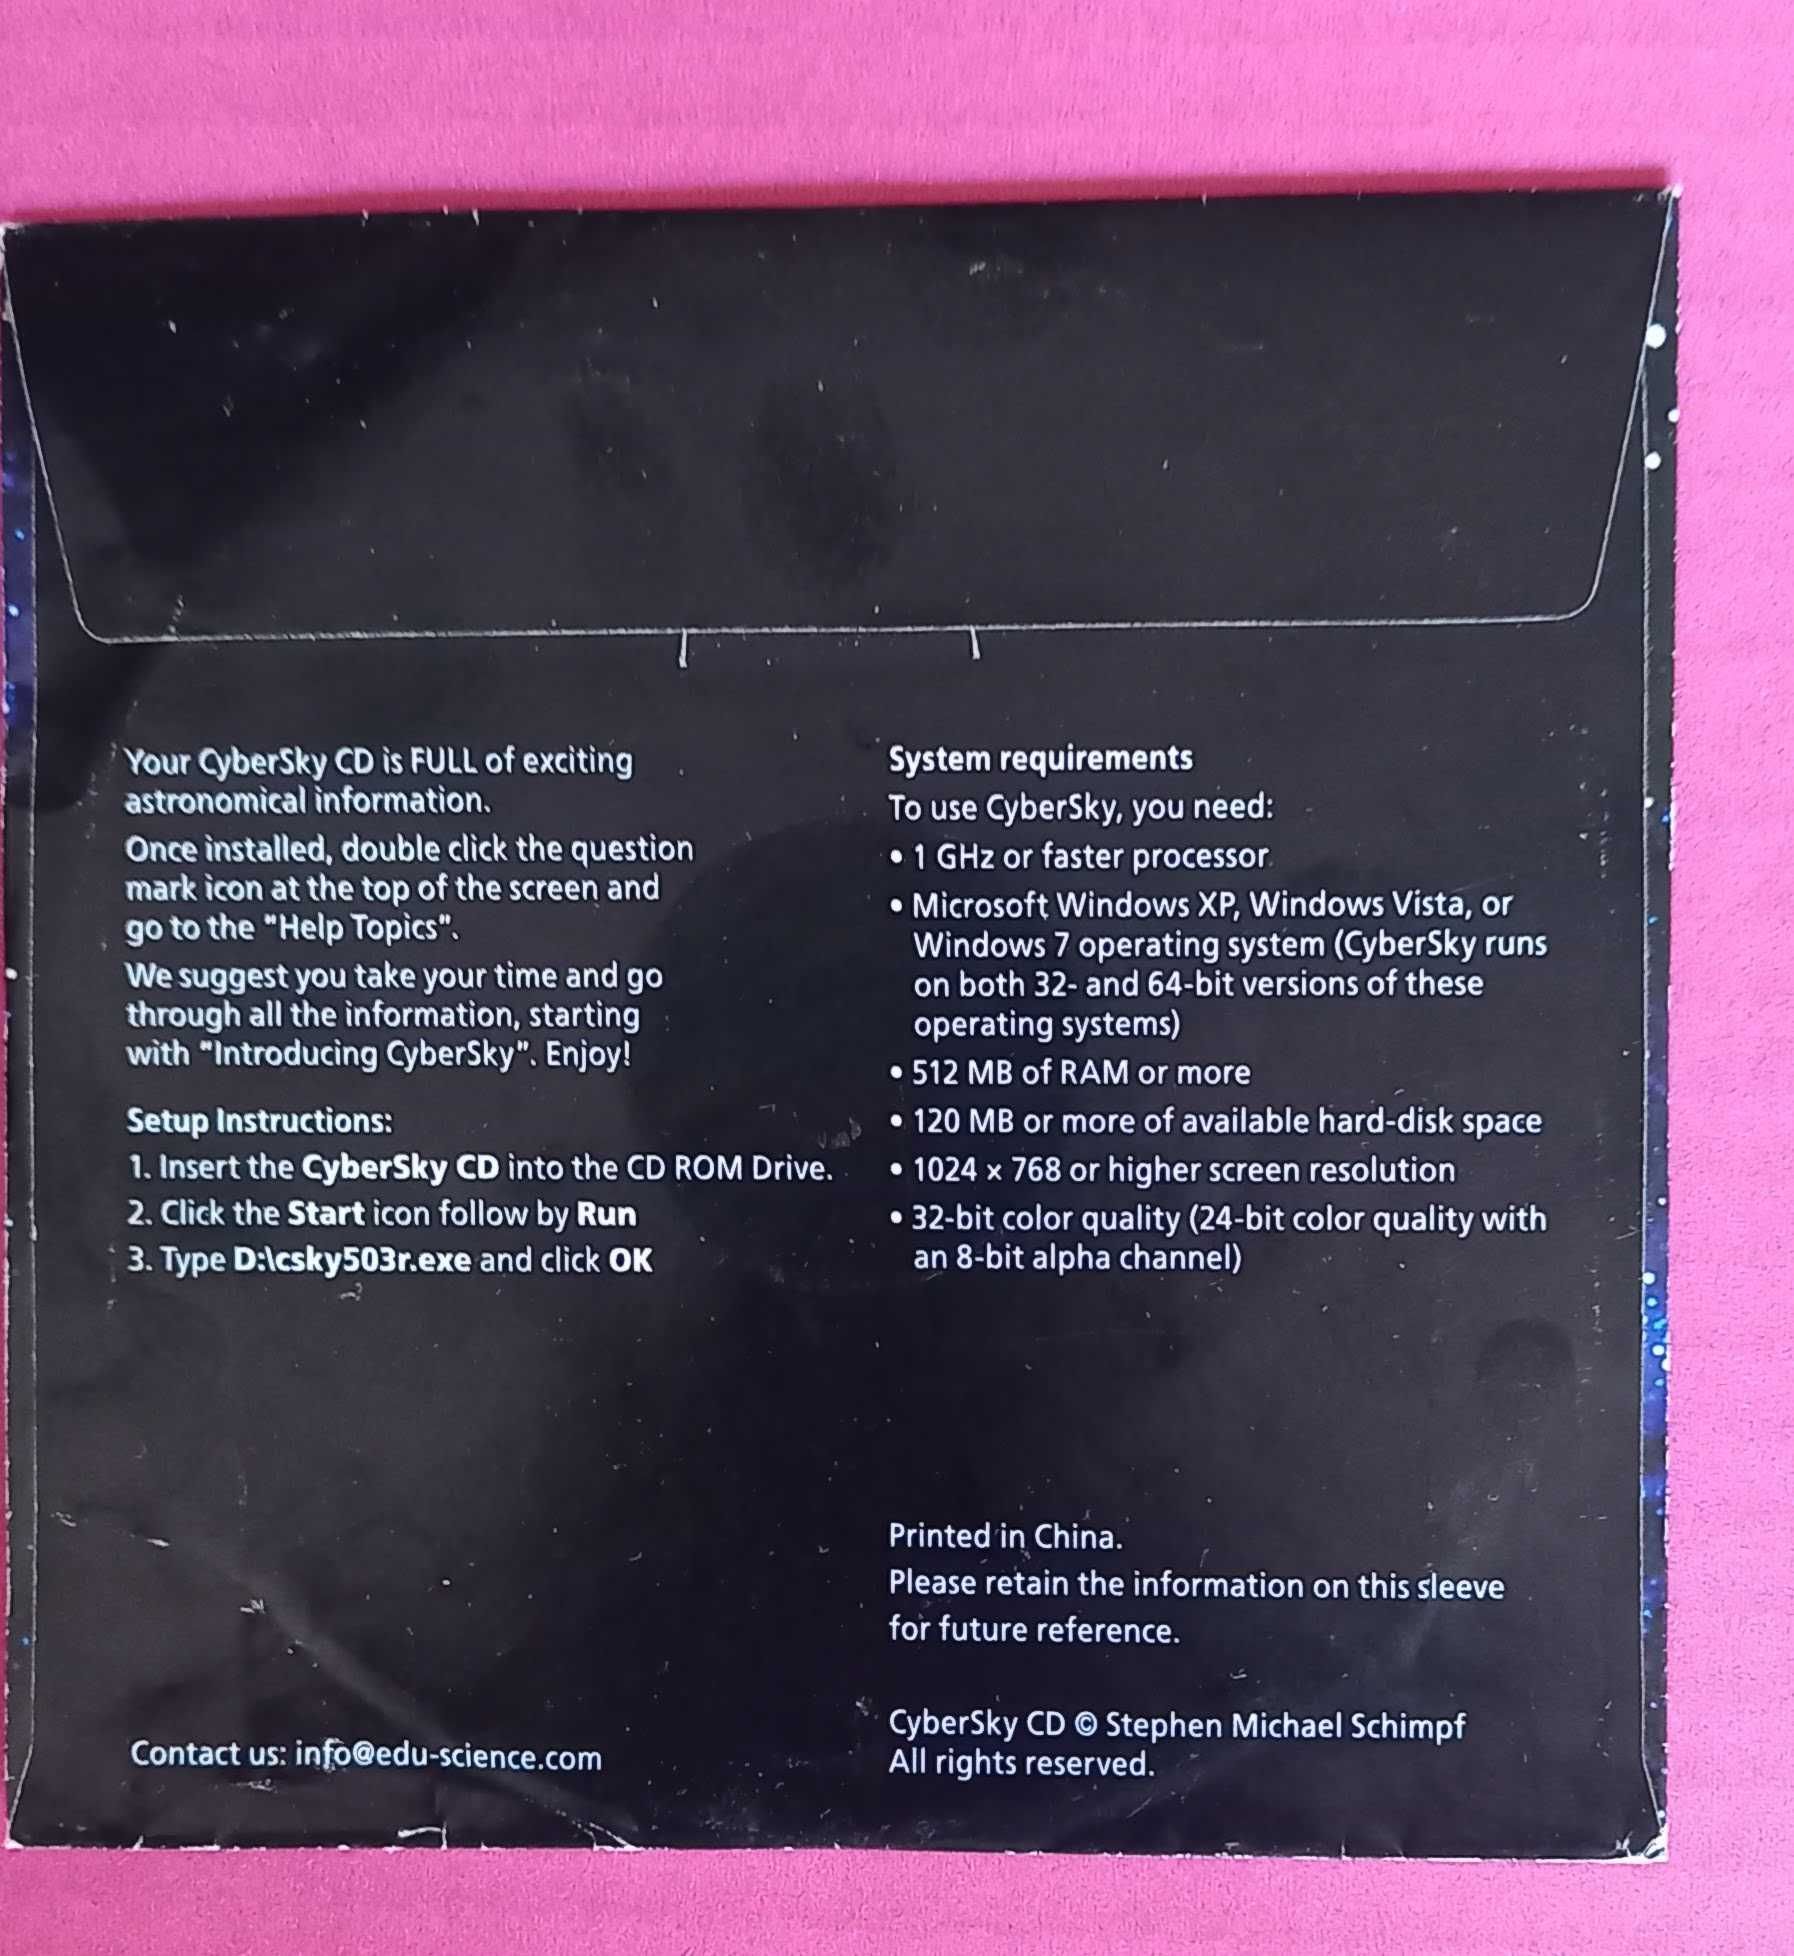 Your CyberSky CD is FULL of exciting
astronomical information.
Once installed, double click the question
mark icon at the top of the screen and
go to the "Help Topics".
We suggest you take your time and go
through all the information, starting
with "Introducing CyberSky". Enjoy!
Setup Instructions:
1. Insert the CyberSky CD into the CD ROM Drive.
2. Click the Start icon follow by Run
3. Type D:\csky503r.exe and click OK
Contact us: info@edu-science.com
System requirements
To use CyberSky, you need:
• 1 GHz or faster processor
• Microsoft Windows XP, Windows Vista, or
Windows 7 operating system (CyberSky runs
on both 32- and 64-bit versions of these
operating systems)
• 512 MB of RAM or more
• 120 MB or more of available hard-disk space
• 1024 × 768 or higher screen resolution
• 32-bit color quality (24-bit color quality with
an 8-bit alpha channel)
Printed in China.
Please retain the information on this sleeve
for future reference.
CyberSky CD © Stephen Michael Schimpf
All rights reserved.